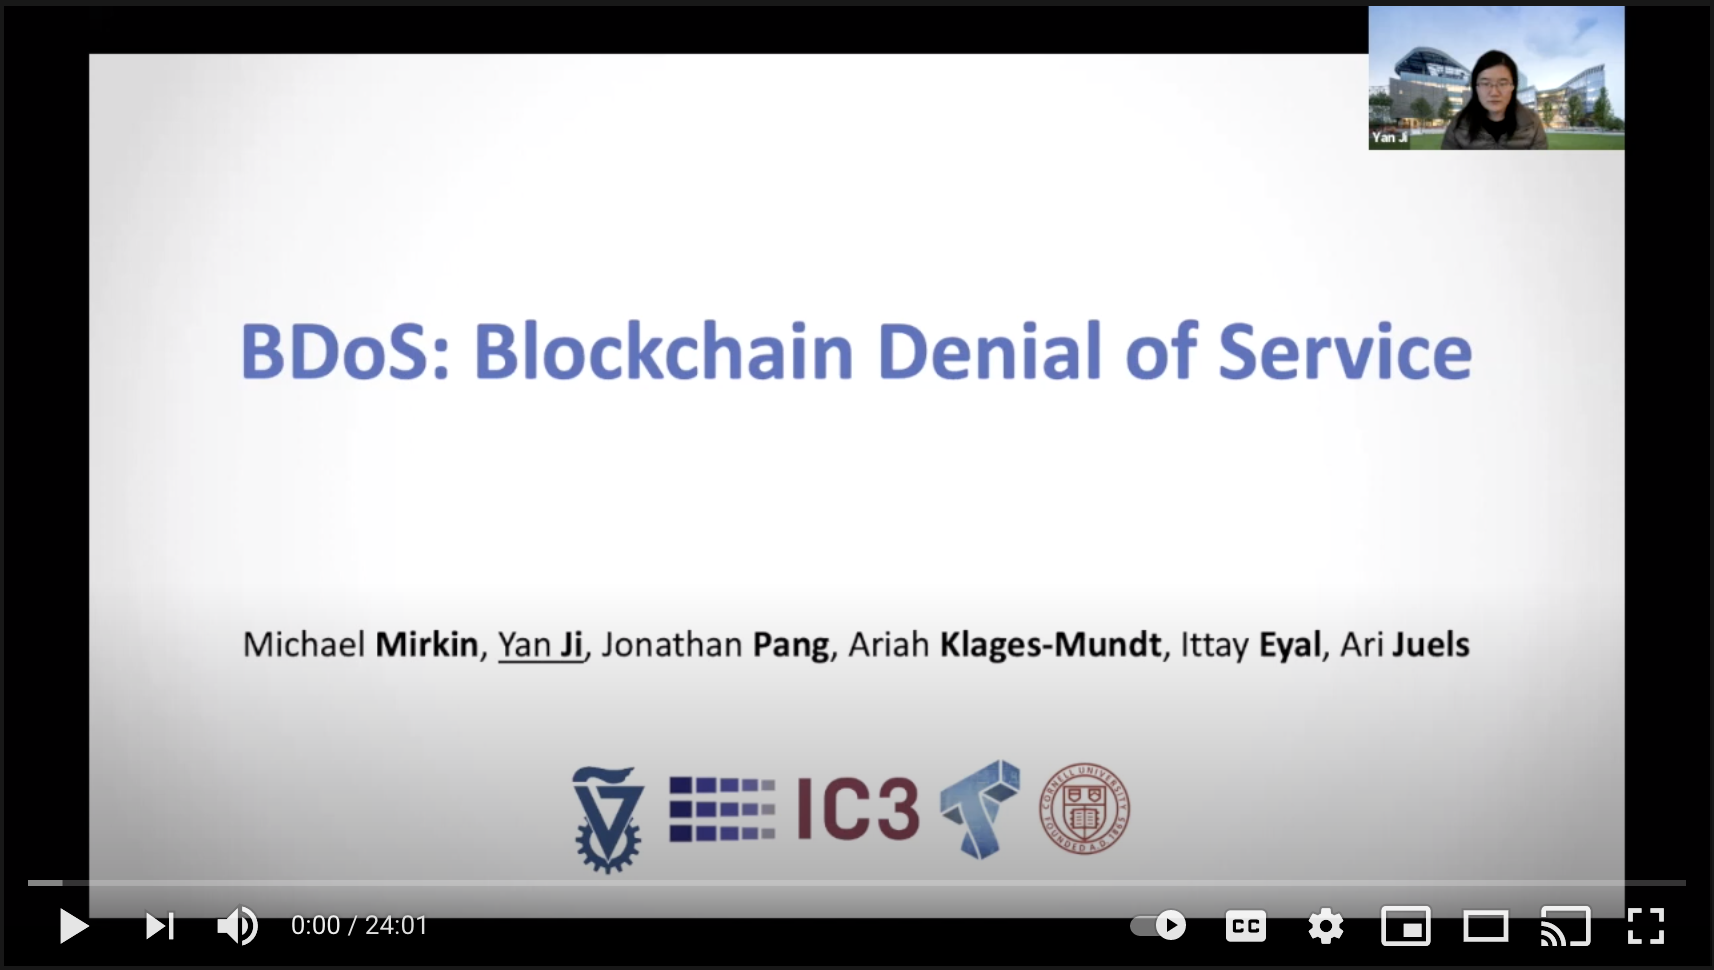 Yan Ji
BDoS: Blockchain Denial of Service
Michael Mirkin, Yan Ji, Jonathan Pang, Ariah Klages-Mundt, Ittay Eyal, Ari Juels
IC3
CORNELL UNIVERSITY
FOUNDED A.D. 1865
0:00 / 24:01
CC